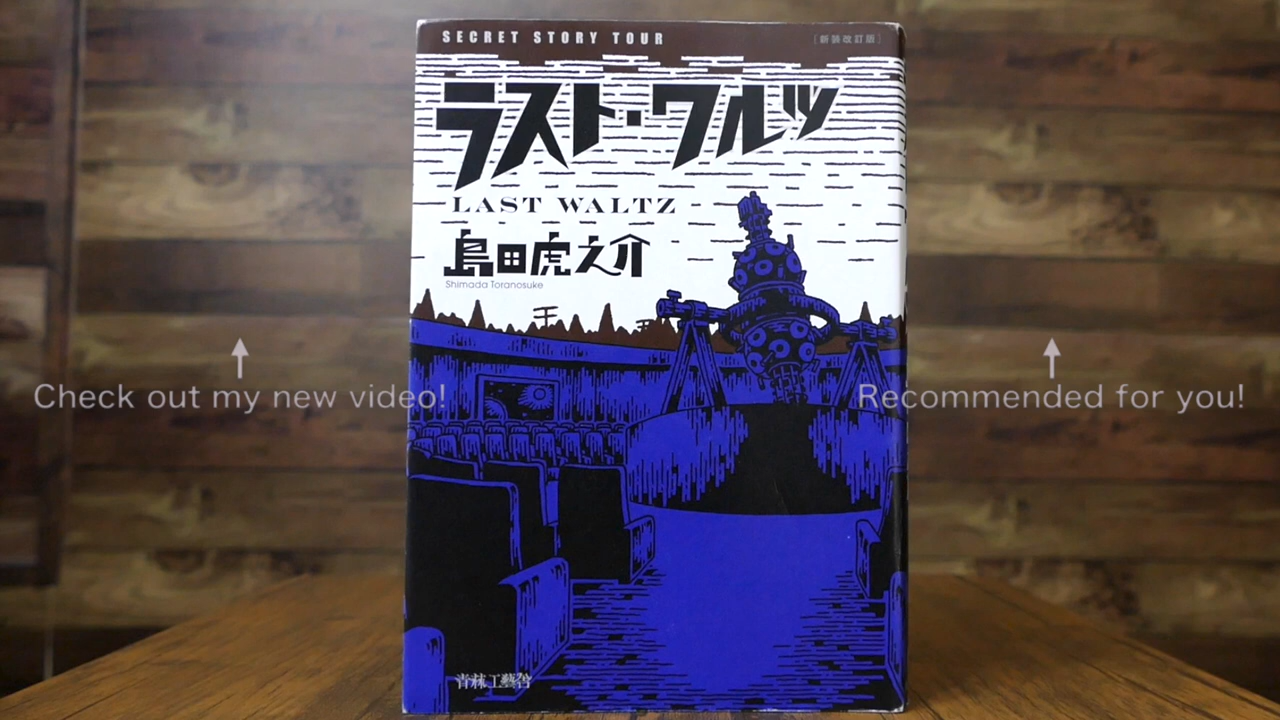 SECRET STORY TOUR
[新装改訂版]
ラスト・ワルツ
LAST WALTZ
島田虎之介
Shimada Toranosuke
Check out my new video!
Recommended for you!
青林工藝舎